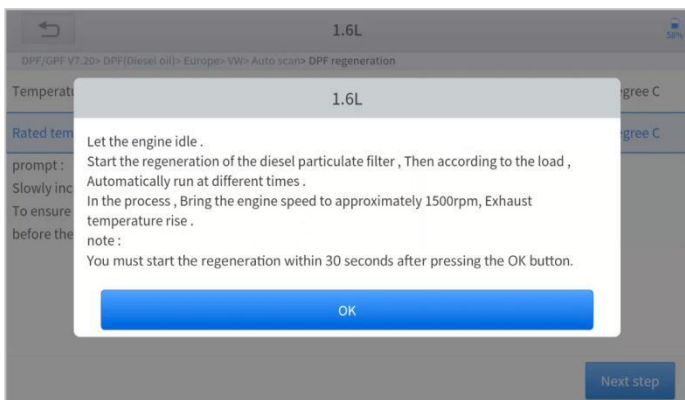 1.6L
58%
DPF/GPF V7.20> DPF(Diesel oil)> Europe> VW> Auto scan> DPF regeneration
egree C
1.6L
Rated tem
egree C
Let the engine idle .
Start the regeneration of the diesel particulate filter , Then according to the load ,
Automatically run at different times .
In the process , Bring the engine speed to approximately 1500rpm, Exhaust
temperature rise .
note :
You must start the regeneration within 30 seconds after pressing the OK button.
prompt :
Slowly inc
To ensure
before the
OK
Next step